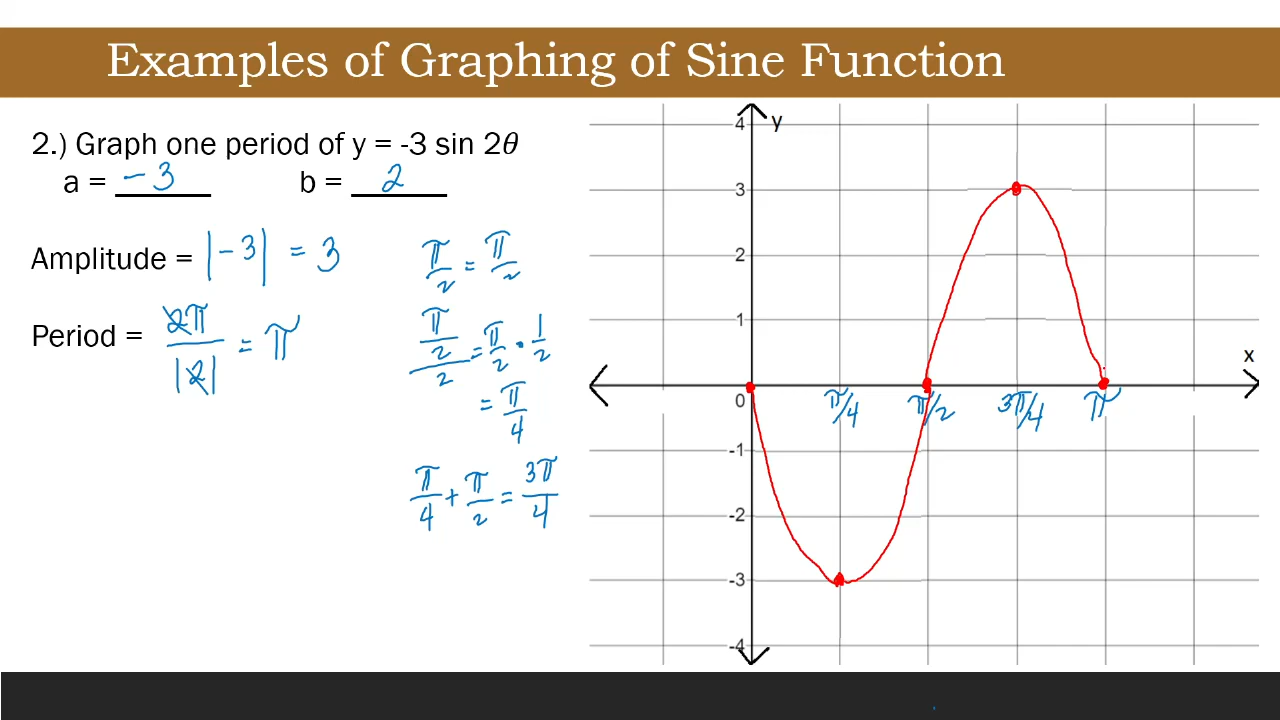 Examples of Graphing of Sine Function
2.) Graph one period of y = -3 sin 2θ
a = -3 b = 2
Amplitude = |-3| = 3
Period = 2π/|2| = π
π/2 = π/2
π/2/2 = π/2 · 1/2
= π/4
π/4 + π/2 = 3π/4
y
x
4
3
2
1
0
-1
-2
-3
-4
π/4 π/2 3π/4 π